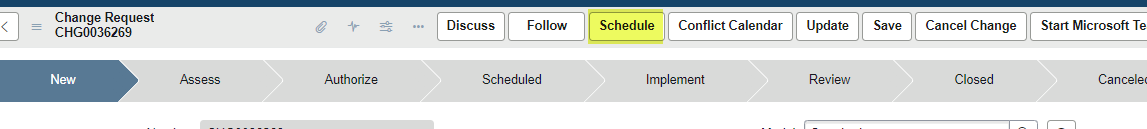 Change Request
CHG0036269
Discuss
Follow
Schedule
Conflict Calendar
Update
Save
Cancel Change
Start Microsoft Te
New
Assess
Authorize
Scheduled
Implement
Review
Closed
Canceled